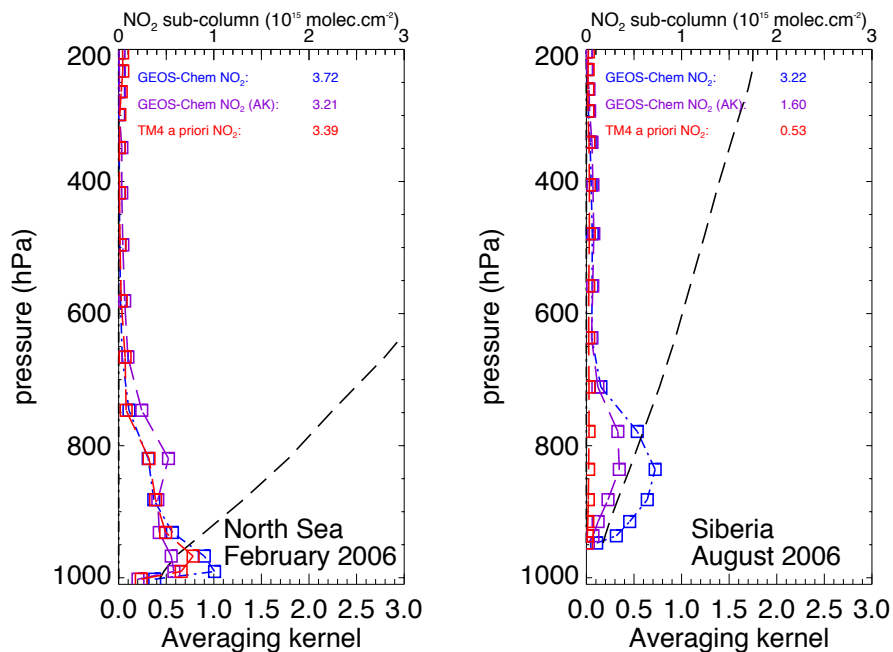 NO2 sub-column (10^15 molec.cm^-2)
0 1 2 3
200
400
600
800
1000
pressure (hPa)
GEOS-Chem NO2: 3.72
GEOS-Chem NO2 (AK): 3.21
TM4 a priori NO2: 3.39
North Sea
February 2006
0.0 0.5 1.0 1.5 2.0 2.5 3.0
Averaging kernel
NO2 sub-column (10^15 molec.cm^-2)
0 1 2 3
200
400
600
800
1000
pressure (hPa)
GEOS-Chem NO2: 3.22
GEOS-Chem NO2 (AK): 1.60
TM4 a priori NO2: 0.53
Siberia
August 2006
0.0 0.5 1.0 1.5 2.0 2.5 3.0
Averaging kernel